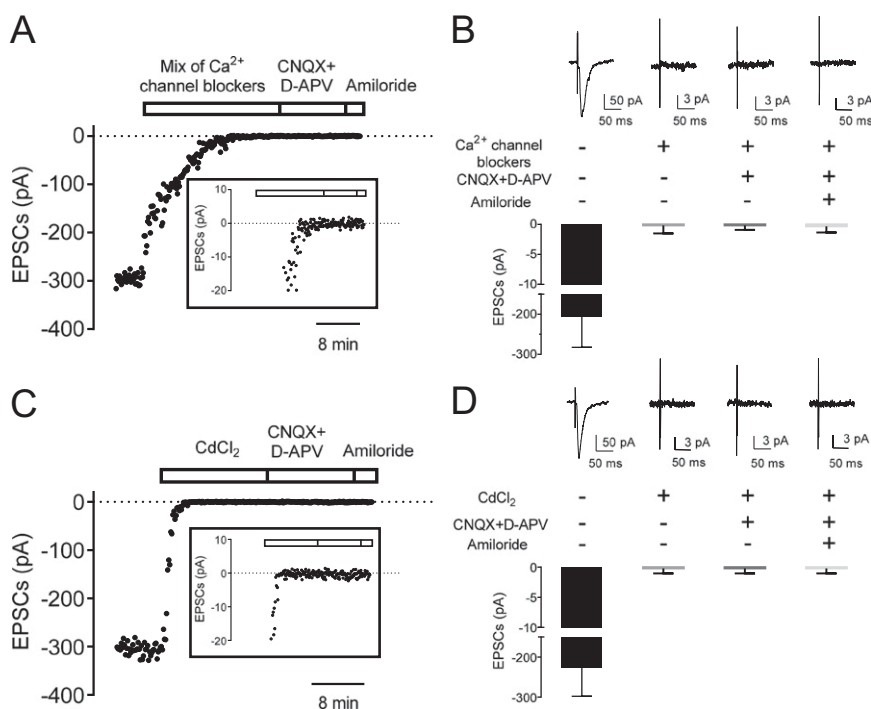 A
Mix of Ca2+
channel blockers
CNQX+
D-APV
Amiloride
EPSCs (pA)
0
-100
-200
-300
-400
EPSCs (pA)
10
0
-10
-20
8 min
B
50 pA
50 ms
3 pA
50 ms
3 pA
50 ms
3 pA
50 ms
Ca2+ channel
blockers
- + + +
CNQX+D-APV - - + +
Amiloride - - - +
EPSCs (pA)
0
-5
-10
-200
-300
C
CdCl2
CNQX+
D-APV
Amiloride
EPSCs (pA)
0
-100
-200
-300
-400
EPSCs (pA)
10
0
-10
-20
8 min
D
50 pA
50 ms
3 pA
50 ms
3 pA
50 ms
3 pA
50 ms
CdCl2 - + + +
CNQX+D-APV - - + +
Amiloride - - - +
EPSCs (pA)
0
-5
-10
-200
-300